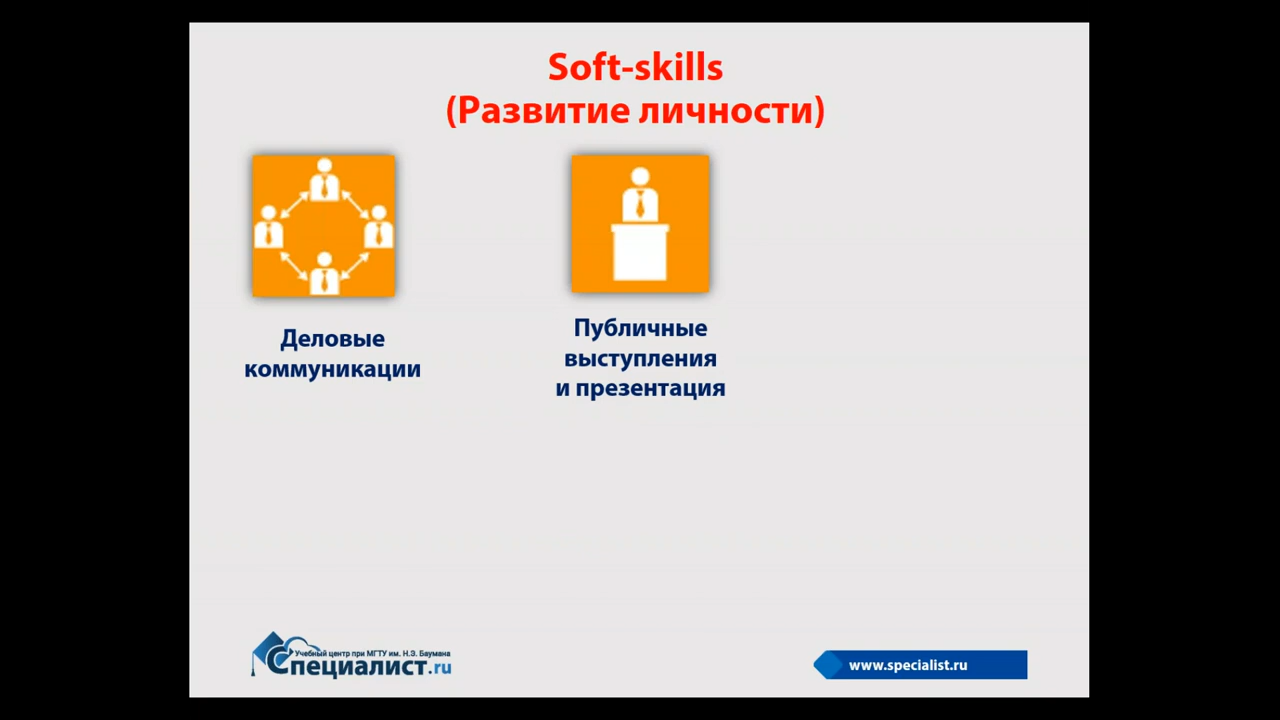 Soft-skills
(Развитие личности)
Деловые
коммуникации
Публичные
выступления
и презентация
Учебный центр при МГТУ им. Н.Э. Баумана
Специалист.ru
www.specialist.ru